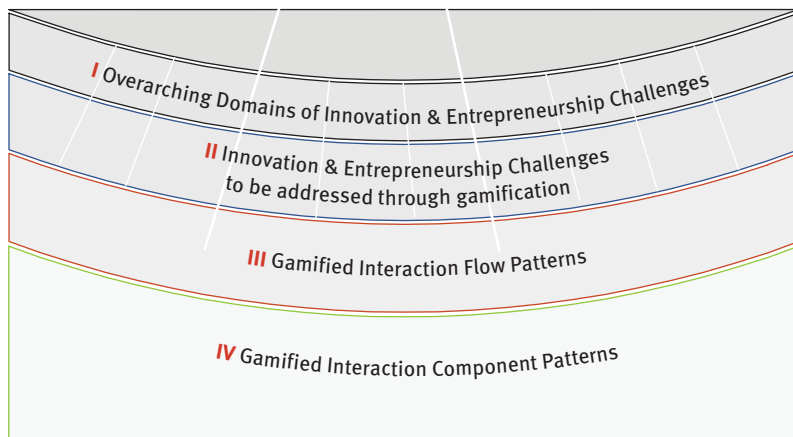 I Overarching Domains of Innovation & Entrepreneurship Challenges
II Innovation & Entrepreneurship Challenges
to be addressed through gamification
III Gamified Interaction Flow Patterns
IV Gamified Interaction Component Patterns